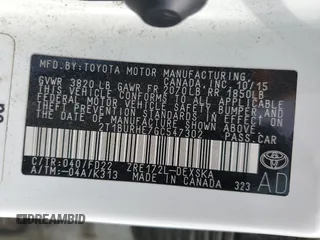 MFD.BY:TOYOTA MOTOR MANUFACTURING
CANADA, INC. 10/15
GVWR 3820LB GAWR FR 2070LB RR 1850LB
THIS VEHICLE CONFORMS TO ALL APPLICABLE
FEDERAL MOTOR VEHICLE SAFETY, BUMPER, AND
THEFT PREVENTION STANDARDS IN EFFECT ON THE
DATE OF MANUFACTURE SHOWN ABOVE.
2T1BURHE7GC547302 PASS.CAR
C/TR:040/FD22 ZRE172L-DEXSKA
A/TM:-04A/K313 MADE IN CANADA 323
AD